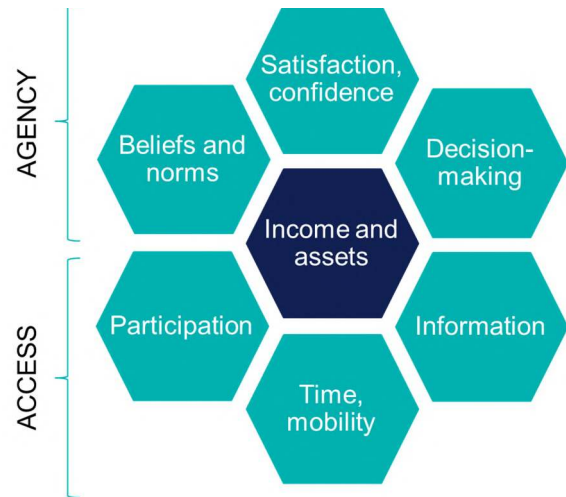 AGENCY
Satisfaction,
confidence
Beliefs and
norms
Decision-
making
Income and
assets
ACCESS
Participation
Information
Time,
mobility